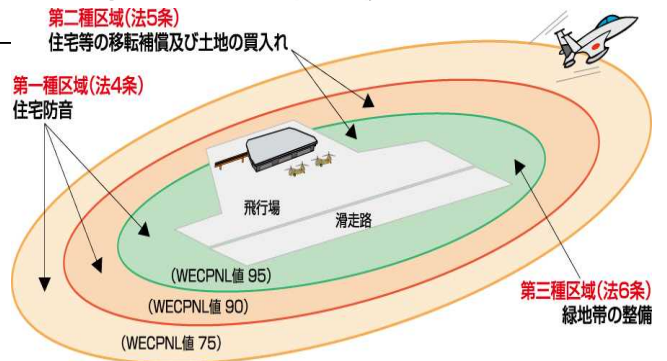 第二種区域(法5条)
住宅等の移転補償及び土地の買入れ
第一種区域(法4条)
住宅防音
飛行場
滑走路
(WECPNL値 95)
第三種区域(法6条)
緑地帯の整備
(WECPNL値 90)
(WECPNL値 75)